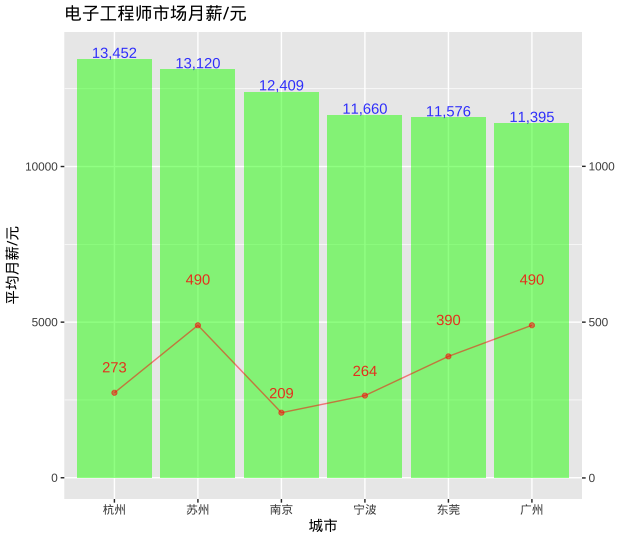 电子工程师市场月薪/元
13,452
13,120
12,409
11,660
11,576
11,395
10000
1000
平均月薪/元
490
490
390
5000
500
273
264
209
0
0
杭州
苏州
南京
宁波
东莞
广州
城市